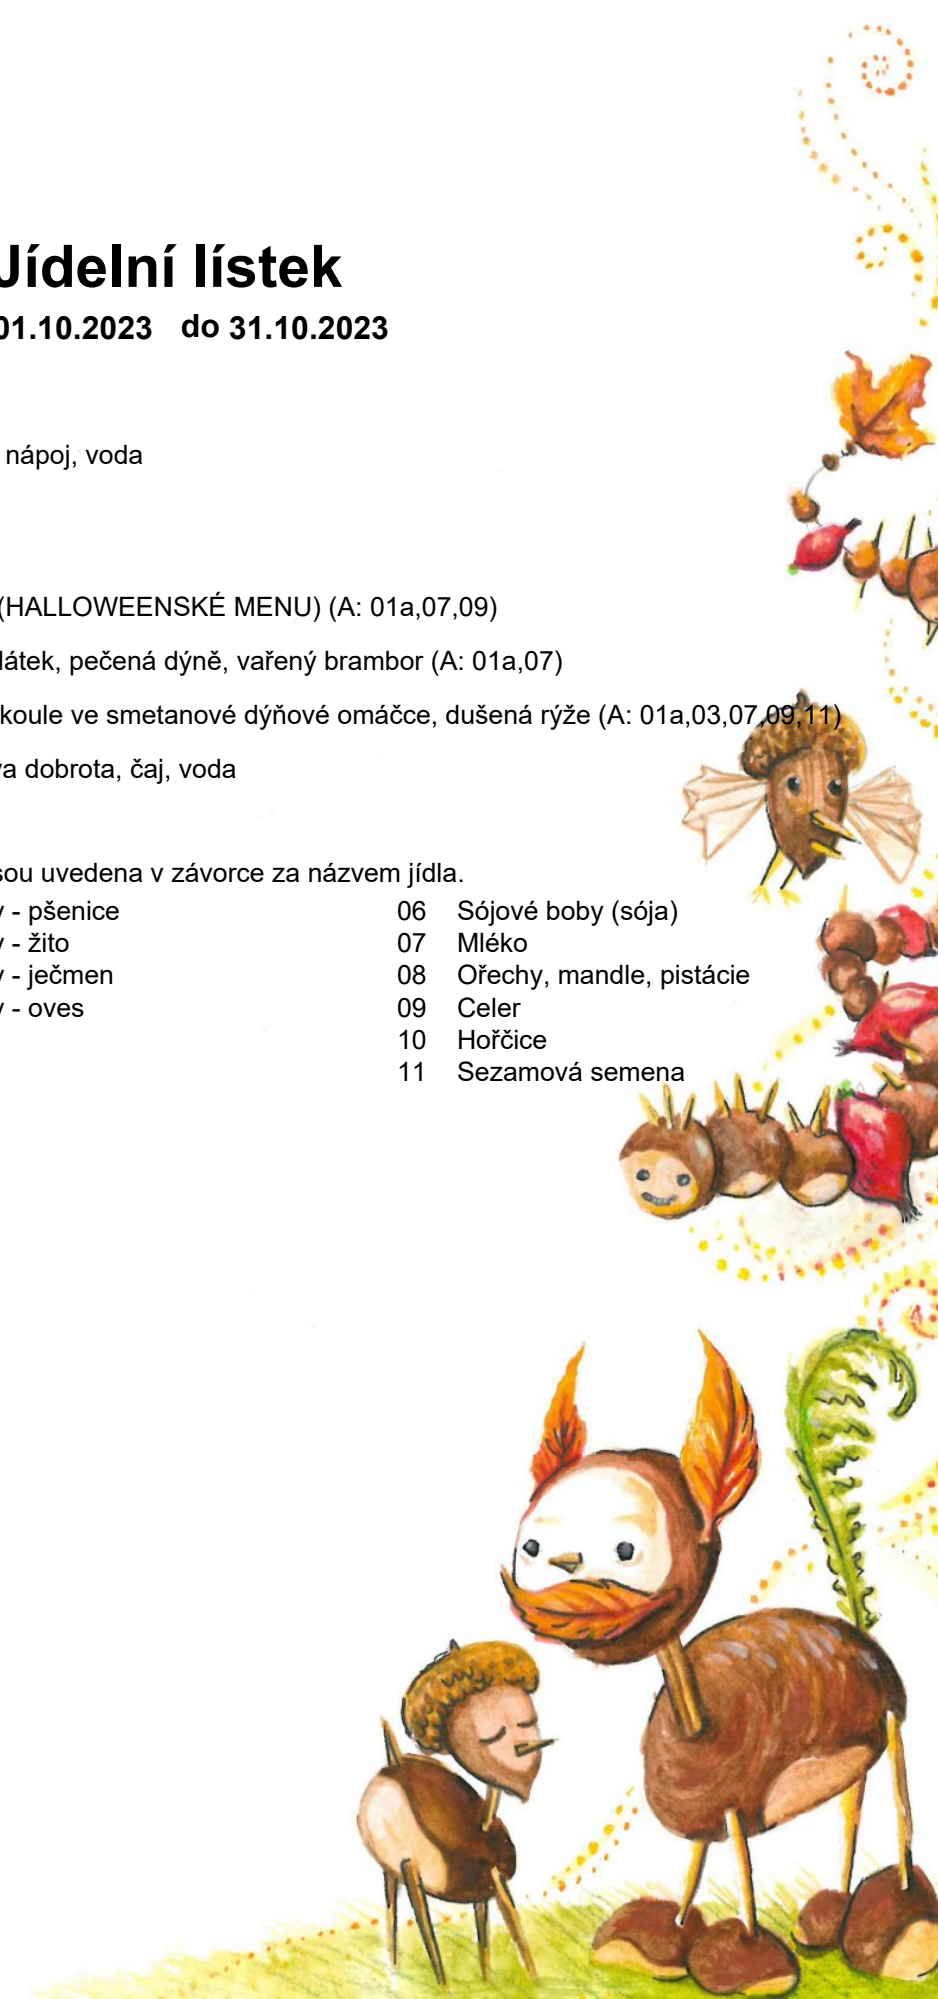 Jídelní lístek
01.10.2023 do 31.10.2023
nápoj, voda
(HALLOWEENSKÉ MENU) (A: 01a,07,09)
látek, pečená dýně, vařený brambor (A: 01a,07)
koule ve smetanové dýňové omáčce, dušená rýže (A: 01a,03,07,09,11)
va dobrota, čaj, voda
sou uvedena v závorce za názvem jídla.
y - pšenice 06 Sójové boby (sója)
y - žito 07 Mléko
y - ječmen 08 Ořechy, mandle, pistácie
y - oves 09 Celer
10 Hořčice
11 Sezamová semena